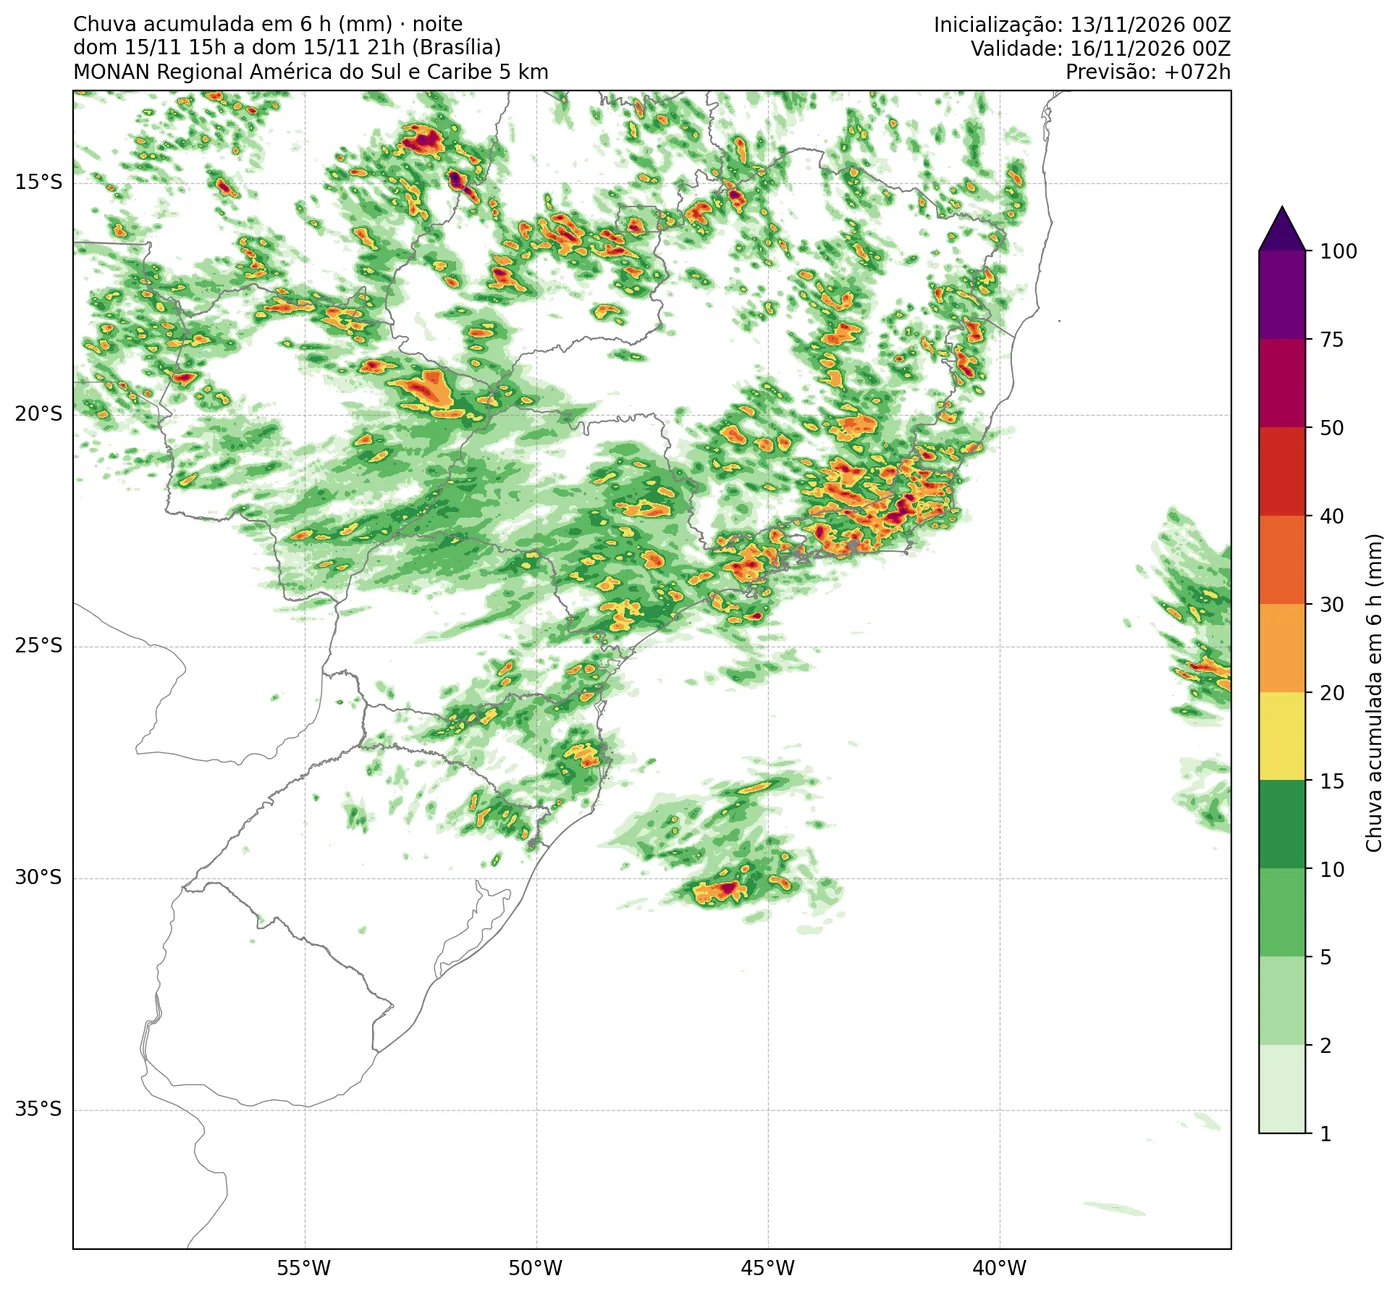 Chuva acumulada em 6 h (mm) · noite
dom 15/11 15h a dom 15/11 21h (Brasília)
MONAN Regional América do Sul e Caribe 5 km
Inicialização: 13/11/2026 00Z
Validade: 16/11/2026 00Z
Previsão: +072h
15°S
20°S
25°S
30°S
35°S
55°W
50°W
45°W
40°W
100
75
50
40
30
20
15
10
5
2
1
Chuva acumulada em 6 h (mm)